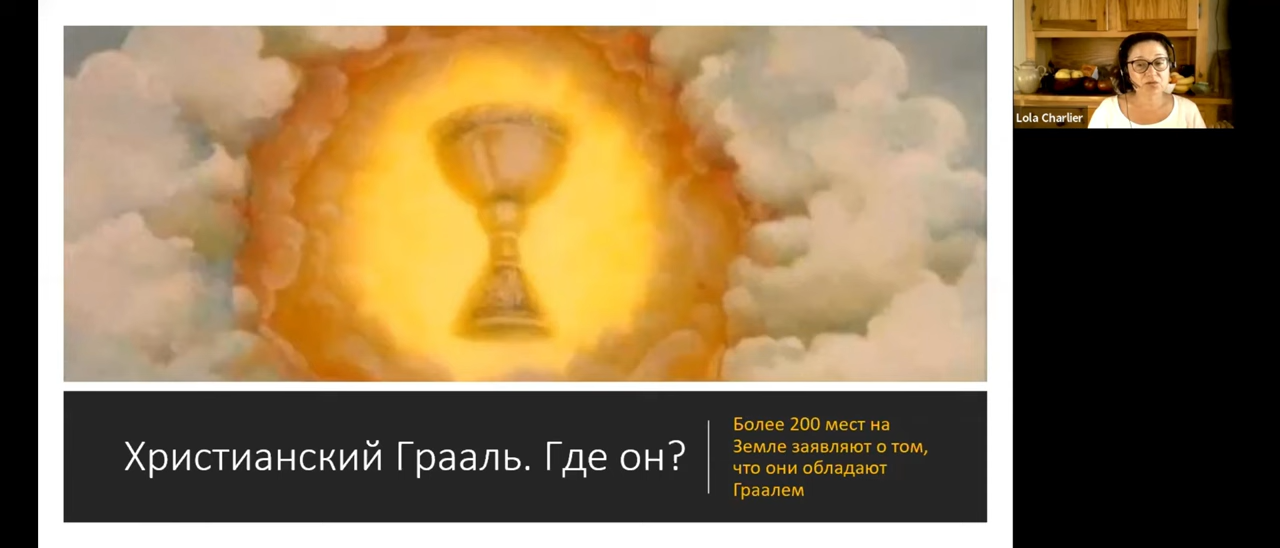 Lola Charlier
Христианский Грааль. Где он?
Более 200 мест на
Земле заявляют о том,
что они обладают
Граалем